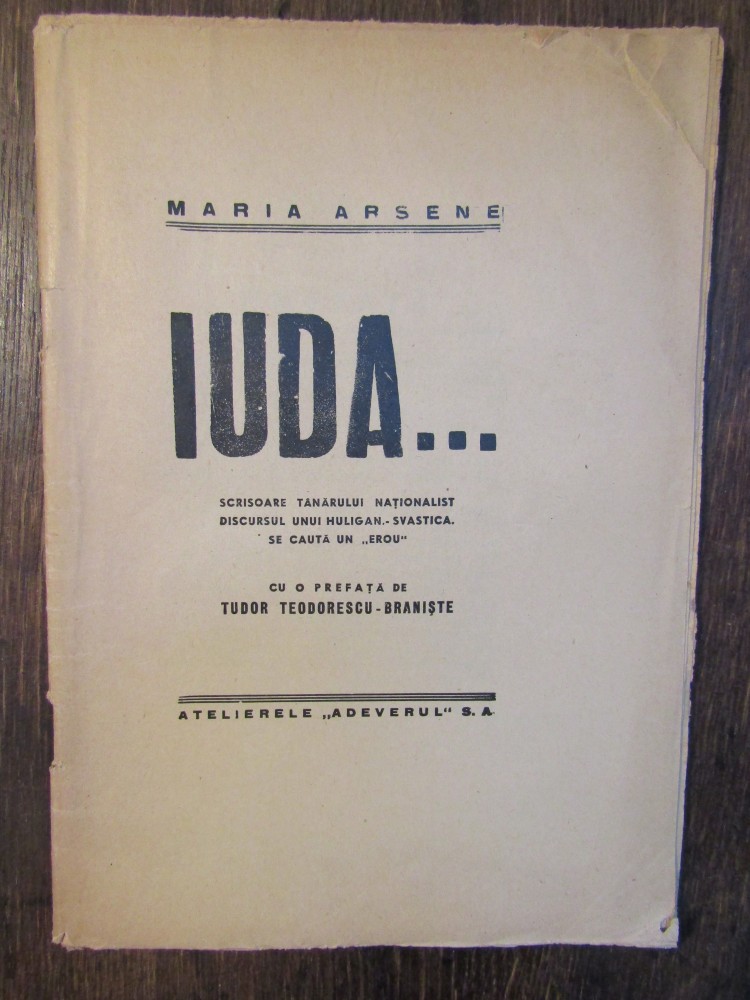 MARIA ARSENE
IUDA...
SCRISOARE TÂNĂRULUI NAȚIONALIST
DISCURSUL UNUI HULIGAN.- SVASTICA.
SE CAUTĂ UN „EROU"
CU O PREFAȚĂ DE
TUDOR TEODORESCU-BRANIȘTE
ATELIERELE „ADEVERUL" S. A.